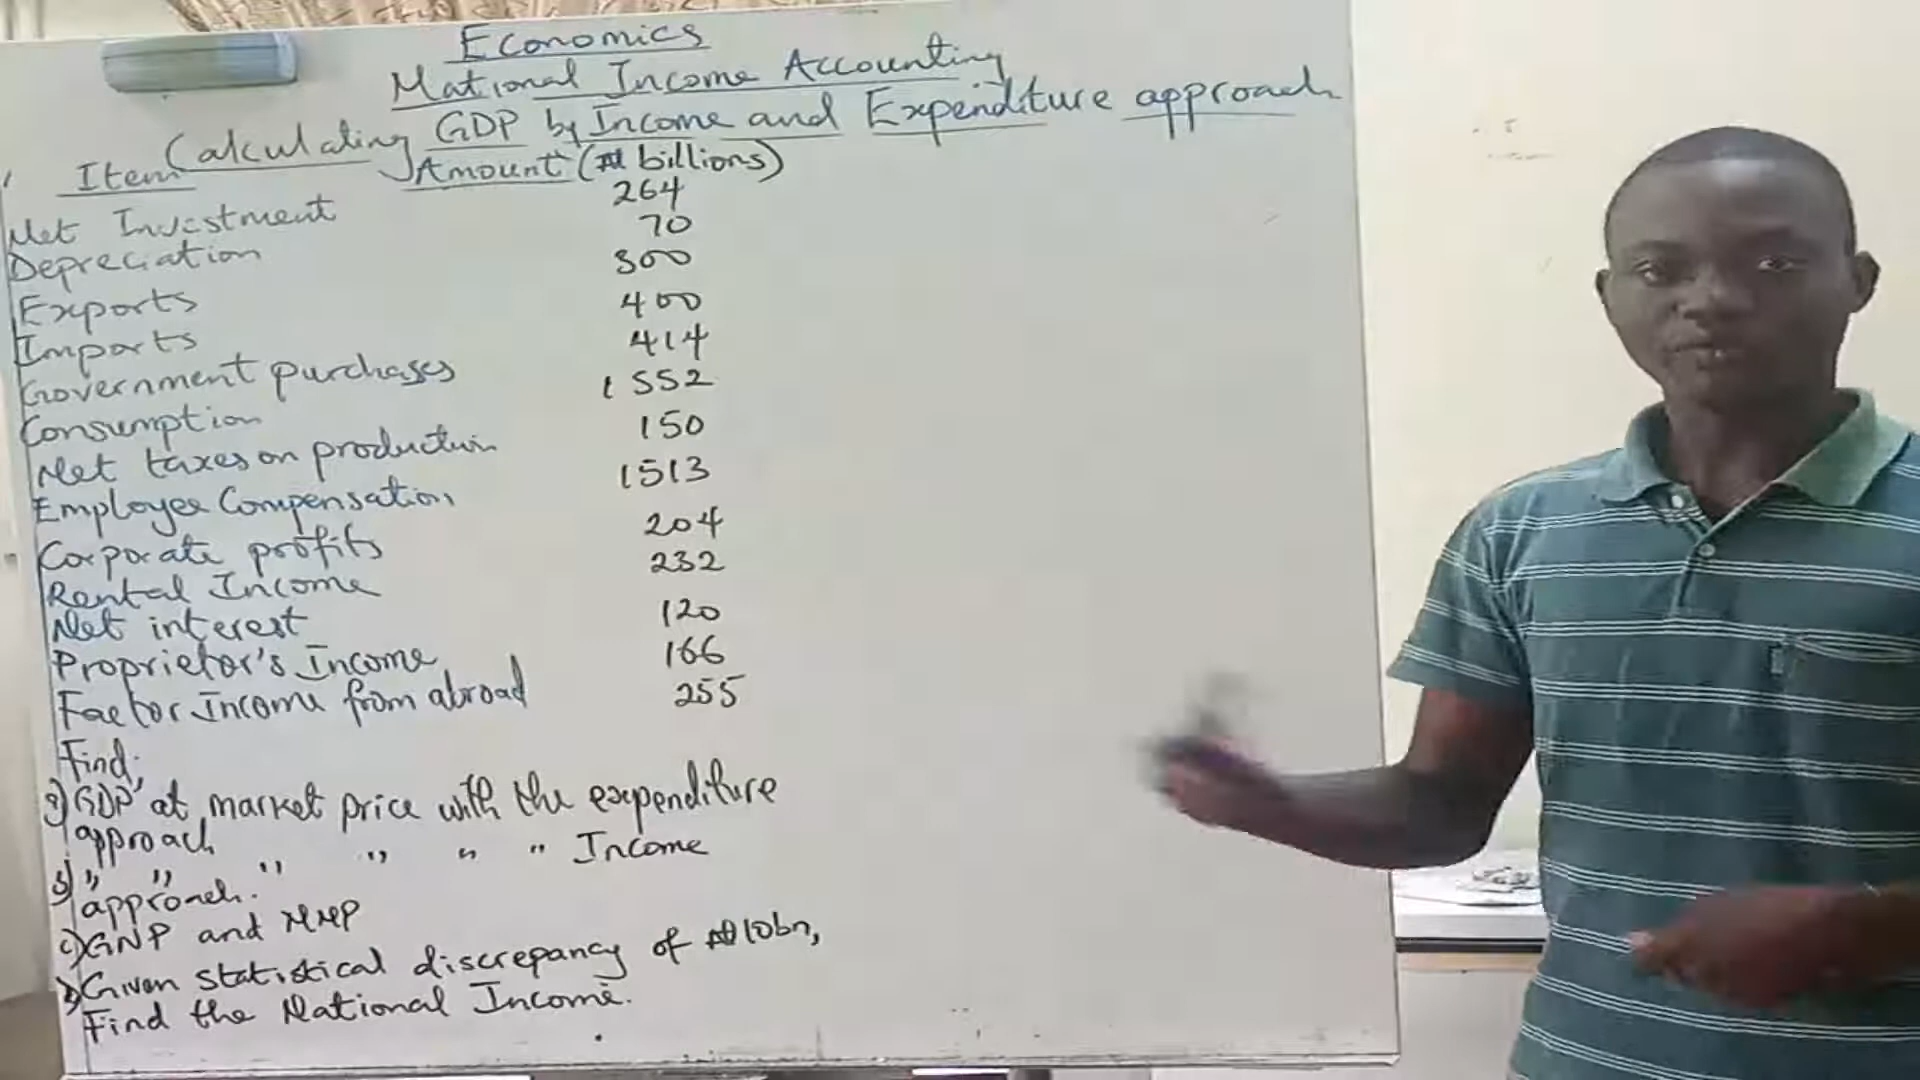 Economics
National Income Accounting
Calculating GDP by Income and Expenditure approach
Item Amount (₦ billions)
Net Investment 264
Depreciation 70
Exports 300
Imports 400
Government purchases 414
Consumption 1552
Net taxes on production 150
Employee Compensation 1513
Corporate profits 204
Rental Income 232
Net interest 120
Proprietor's Income 166
Factor Income from abroad 255
Find;
a) GDP at market price with the expenditure
approach
b) " " " " " " Income
approach.
c) GNP and NNP
d) Given statistical discrepancy of ₦10bn,
Find the National Income.